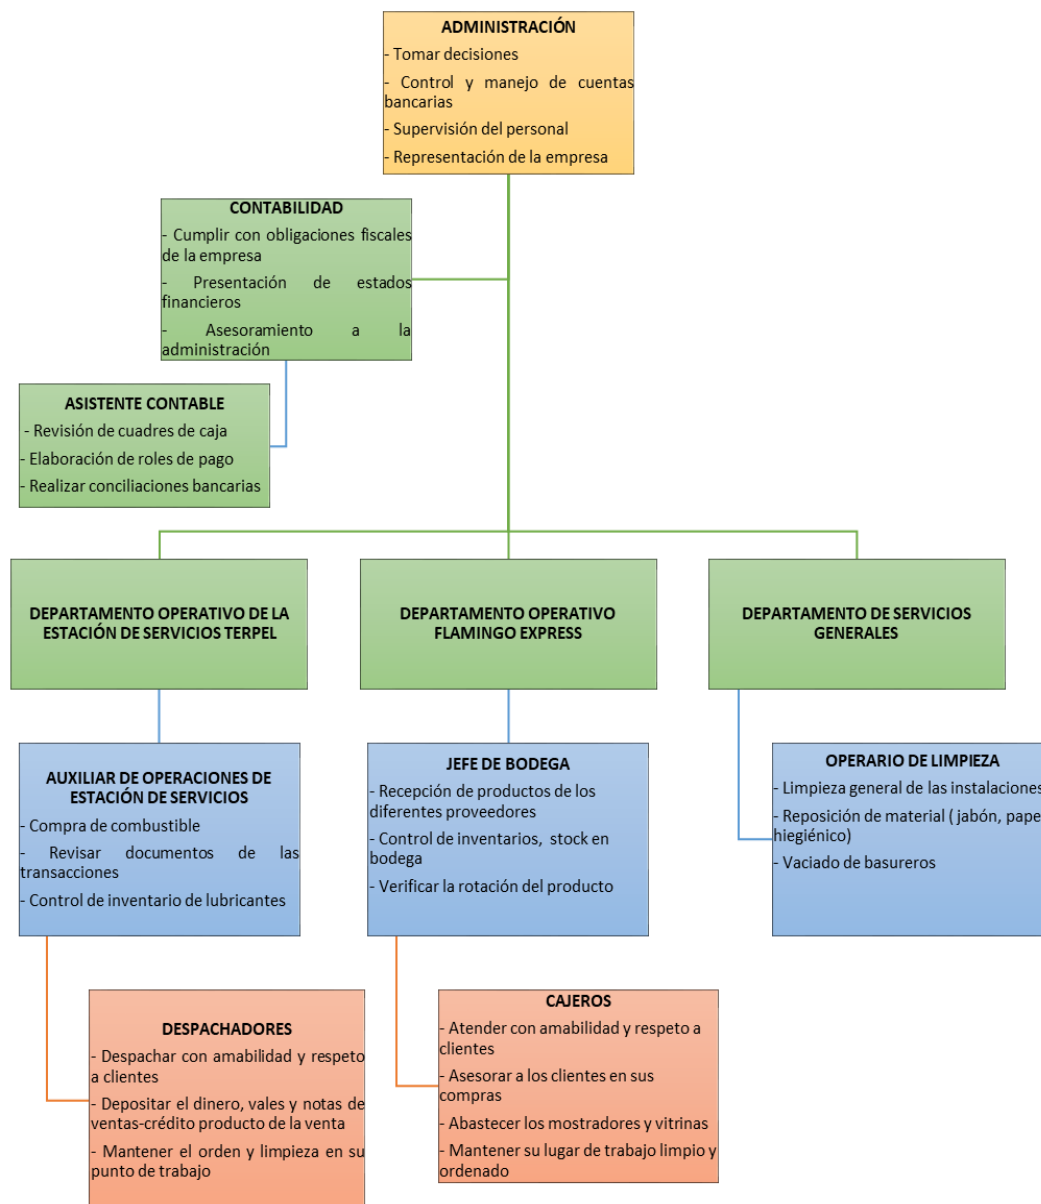 ADMINISTRACIÓN
- Tomar decisiones
- Control y manejo de cuentas
bancarias
- Supervisión del personal
- Representación de la empresa
CONTABILIDAD
- Cumplir con obligaciones fiscales
de la empresa
- Presentación de estados
financieros
- Asesoramiento a la
administración
ASISTENTE CONTABLE
- Revisión de cuadres de caja
- Elaboración de roles de pago
- Realizar conciliaciones bancarias
DEPARTAMENTO OPERATIVO DE LA
ESTACIÓN DE SERVICIOS TERPEL
DEPARTAMENTO OPERATIVO
FLAMINGO EXPRESS
DEPARTAMENTO DE SERVICIOS
GENERALES
AUXILIAR DE OPERACIONES DE
ESTACIÓN DE SERVICIOS
- Compra de combustible
- Revisar documentos de las
transacciones
- Control de inventario de lubricantes
JEFE DE BODEGA
- Recepción de productos de los
diferentes proveedores
- Control de inventarios, stock en
bodega
- Verificar la rotación del producto
OPERARIO DE LIMPIEZA
- Limpieza general de las instalaciones
- Reposición de material ( jabón, pape
hiegiénico)
- Vaciado de basureros
DESPACHADORES
- Despachar con amabilidad y respeto
a clientes
- Depositar el dinero, vales y notas de
ventas-crédito producto de la venta
- Mantener el orden y limpieza en su
punto de trabajo
CAJEROS
- Atender con amabilidad y respeto a
clientes
- Asesorar a los clientes en sus
compras
- Abastecer los mostradores y vitrinas
- Mantener su lugar de trabajo limpio y
ordenado